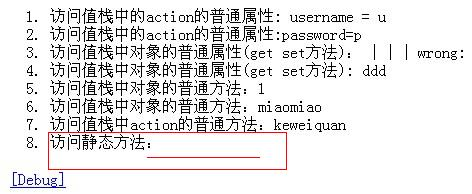 1. 访问值栈中的action的普通属性: username = u
2. 访问值栈中的action的普通属性:password=p
3. 访问值栈中对象的普通属性(get set方法)： | | | wrong:
4. 访问值栈中对象的普通属性(get set方法): ddd
5. 访问值栈中对象的普通方法：1
6. 访问值栈中对象的普通方法：miaomiao
7. 访问值栈中action的普通方法：keweiquan
8. 访问静态方法：
[Debug]